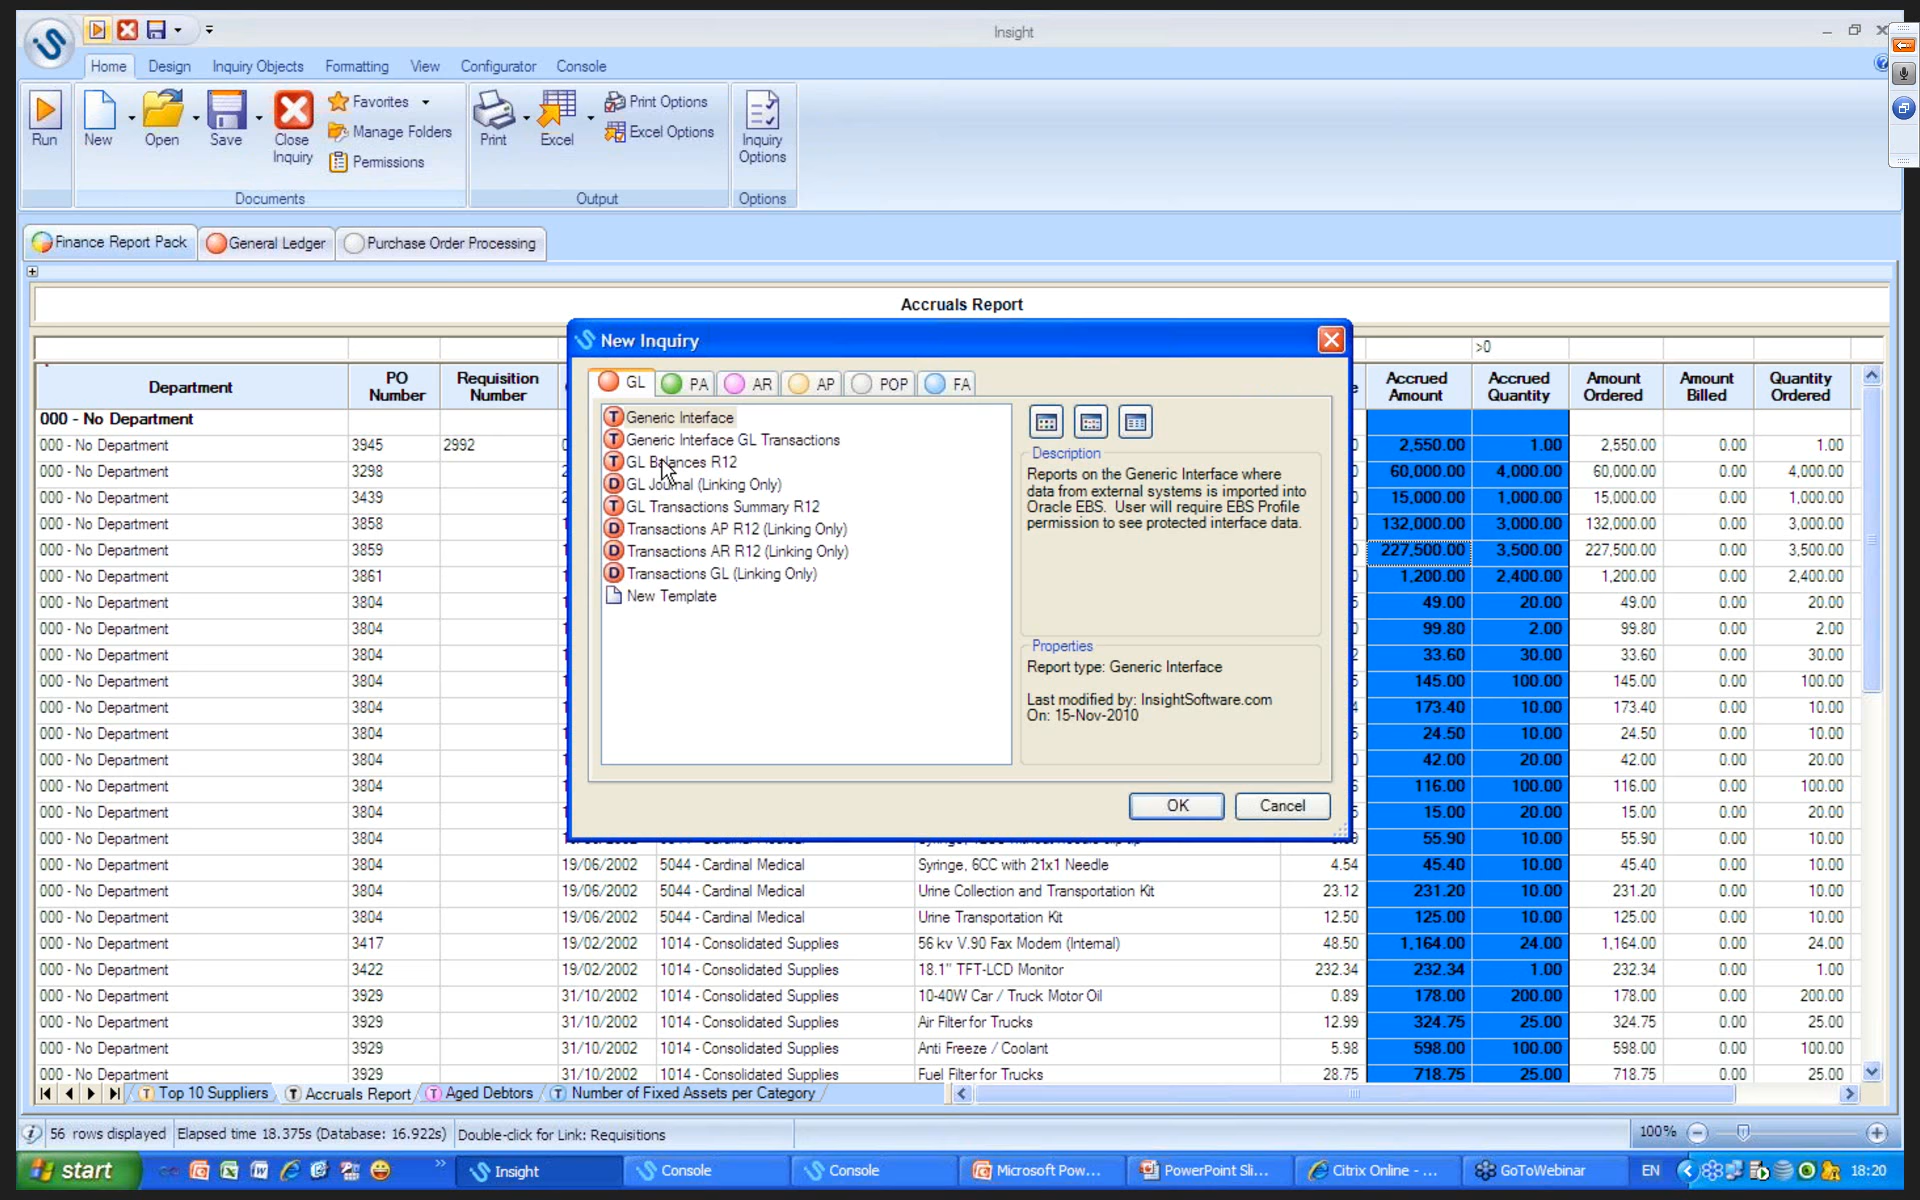 Insight
Home Design Inquiry Objects Formatting View Configurator Console
Run New Open Save Close Inquiry Favorites Manage Folders Permissions Print Excel Print Options Excel Options Inquiry Options
Documents Output Options
Finance Report Pack General Ledger Purchase Order Processing
Accruals Report
>0
Department PO Number Requisition Number Accrued Amount Accrued Quantity Amount Ordered Amount Billed Quantity Ordered
000 - No Department
000 - No Department 3945 2992 2,550.00 1.00 2,550.00 0.00 1.00
000 - No Department 3298 60,000.00 4,000.00 60,000.00 0.00 4,000.00
000 - No Department 3439 15,000.00 1,000.00 15,000.00 0.00 1,000.00
000 - No Department 3858 132,000.00 3,000.00 132,000.00 0.00 3,000.00
000 - No Department 3859 227,500.00 3,500.00 227,500.00 0.00 3,500.00
000 - No Department 3861 1,200.00 2,400.00 1,200.00 0.00 2,400.00
000 - No Department 3804 49.00 20.00 49.00 0.00 20.00
000 - No Department 3804 99.80 2.00 99.80 0.00 2.00
000 - No Department 3804 33.60 30.00 33.60 0.00 30.00
000 - No Department 3804 145.00 100.00 145.00 0.00 100.00
000 - No Department 3804 173.40 10.00 173.40 0.00 10.00
000 - No Department 3804 24.50 10.00 24.50 0.00 10.00
000 - No Department 3804 42.00 20.00 42.00 0.00 20.00
000 - No Department 3804 116.00 100.00 116.00 0.00 100.00
000 - No Department 3804 15.00 20.00 15.00 0.00 20.00
000 - No Department 3804 55.90 10.00 55.90 0.00 10.00
000 - No Department 3804 19/06/2002 5044 - Cardinal Medical Syringe, 6CC with 21x1 Needle 4.54 45.40 10.00 45.40 0.00 10.00
000 - No Department 3804 19/06/2002 5044 - Cardinal Medical Urine Collection and Transportation Kit 23.12 231.20 10.00 231.20 0.00 10.00
000 - No Department 3804 19/06/2002 5044 - Cardinal Medical Urine Transportation Kit 12.50 125.00 10.00 125.00 0.00 10.00
000 - No Department 3417 19/02/2002 1014 - Consolidated Supplies 56 kv V.90 Fax Modem (Internal) 48.50 1,164.00 24.00 1,164.00 0.00 24.00
000 - No Department 3422 19/02/2002 1014 - Consolidated Supplies 18.1" TFT-LCD Monitor 232.34 232.34 1.00 232.34 0.00 1.00
000 - No Department 3929 31/10/2002 1014 - Consolidated Supplies 10-40W Car / Truck Motor Oil 0.89 178.00 200.00 178.00 0.00 200.00
000 - No Department 3929 31/10/2002 1014 - Consolidated Supplies Air Filter for Trucks 12.99 324.75 25.00 324.75 0.00 25.00
000 - No Department 3929 31/10/2002 1014 - Consolidated Supplies Anti Freeze / Coolant 5.98 598.00 100.00 598.00 0.00 100.00
000 - No Department 3929 31/10/2002 1014 - Consolidated Supplies Fuel Filter for Trucks 28.75 718.75 25.00 718.75 0.00 25.00
New Inquiry
GL PA AR AP POP FA
T Generic Interface
T Generic Interface GL Transactions
T GL Balances R12
D GL Journal (Linking Only)
T GL Transactions Summary R12
D Transactions AP R12 (Linking Only)
D Transactions AR R12 (Linking Only)
D Transactions GL (Linking Only)
New Template
Description
Reports on the Generic Interface where
data from external systems is imported into
Oracle EBS. User will require EBS Profile
permission to see protected interface data.
Properties
Report type: Generic Interface
Last modified by: InsightSoftware.com
On: 15-Nov-2010
OK Cancel
T Top 10 Suppliers T Accruals Report T Aged Debtors T Number of Fixed Assets per Category
56 rows displayed Elapsed time 18.375s (Database: 16.922s) Double-click for Link: Requisitions 100%
start Insight Console Console Microsoft Pow... PowerPoint Sli... Citrix Online - ... GoToWebinar EN 18:20